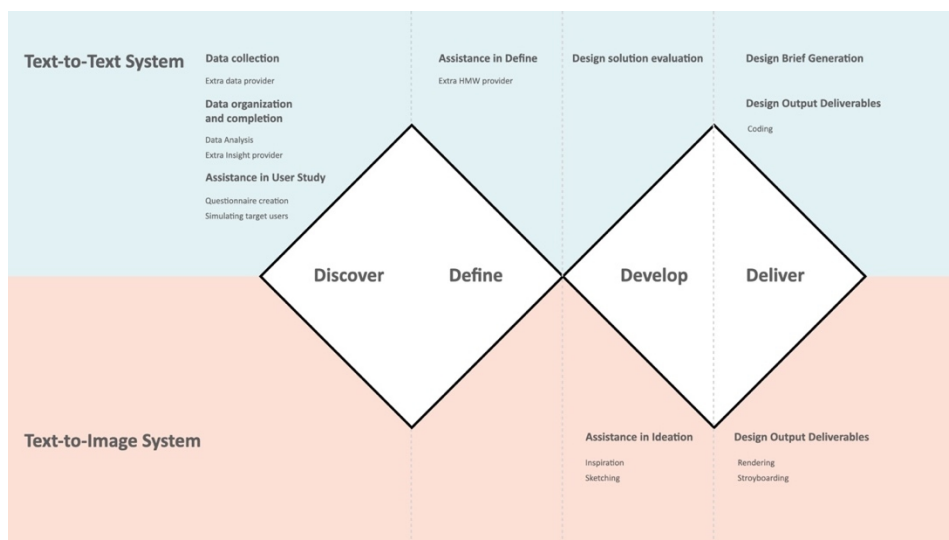 Text-to-Text System
Data collection
Extra data provider
Data organization
and completion
Data Analysis
Extra Insight provider
Assistance in User Study
Questionnaire creation
Simulating target users
Assistance in Define
Extra HMW provider
Design solution evaluation
Design Brief Generation
Design Output Deliverables
Coding
Discover
Define
Develop
Deliver
Text-to-Image System
Assistance in Ideation
Inspiration
Sketching
Design Output Deliverables
Rendering
Stroyboarding